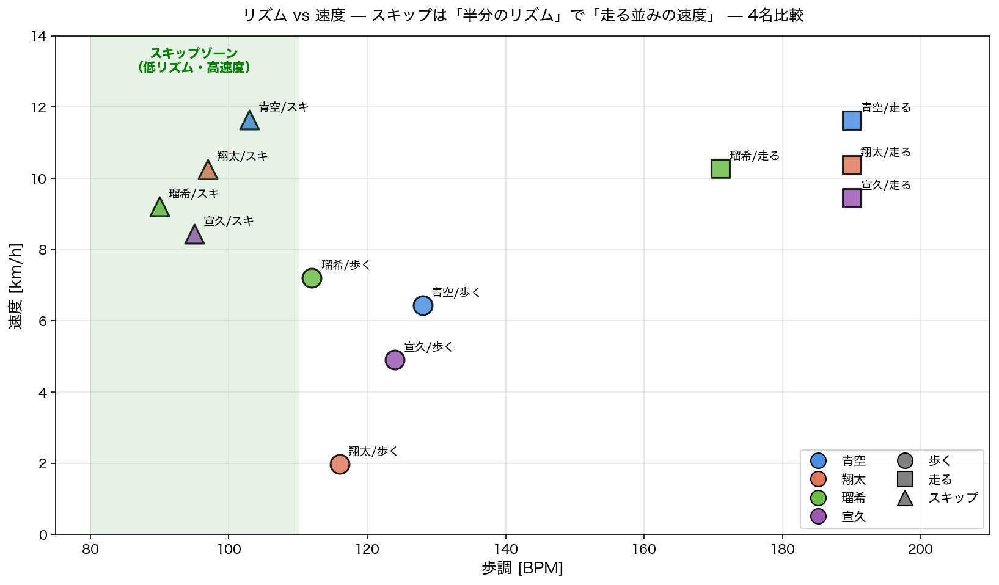 リズム vs 速度 — スキップは「半分のリズム」で「走る並みの速度」 — 4名比較
スキップゾーン
(低リズム・高速度)
青空/スキ
翔太/スキ
瑠希/スキ
宣久/スキ
青空/走る
翔太/走る
瑠希/走る
宣久/走る
瑠希/歩く
青空/歩く
宣久/歩く
翔太/歩く
14
12
10
8
6
4
2
0
速度 [km/h]
80 100 120 140 160 180 200
歩調 [BPM]
青空
翔太
瑠希
宣久
歩く
走る
スキップ